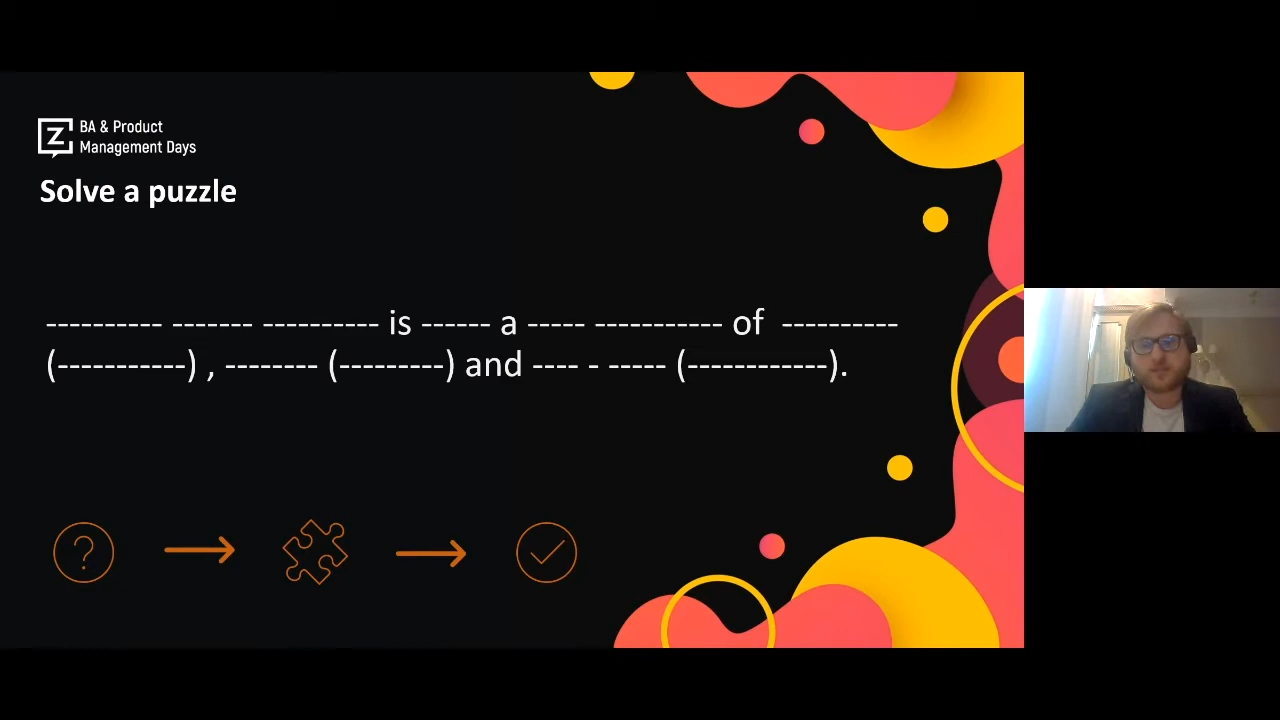 BA & Product
Management Days
Solve a puzzle
---------- ------- ---------- is ------ a ----- ----------- of ----------
(-----------) , -------- (---------) and ---- - ----- (------------).